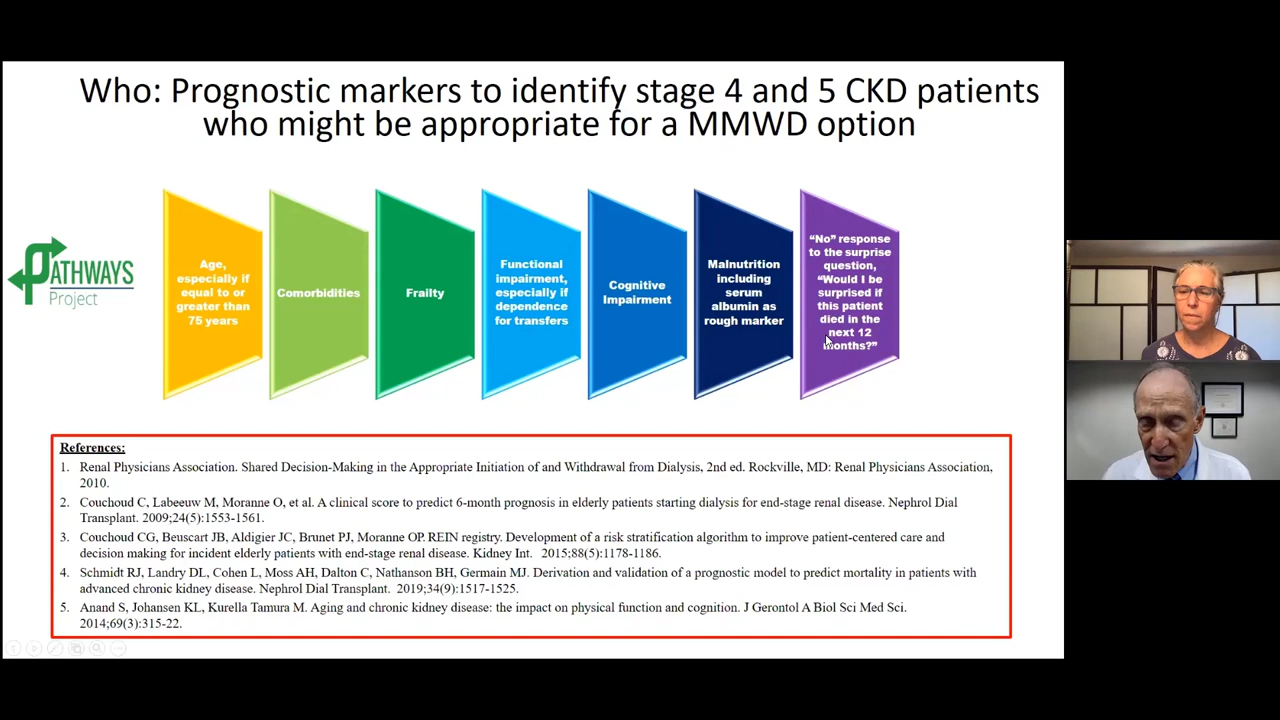 Who: Prognostic markers to identify stage 4 and 5 CKD patients
who might be appropriate for a MMWD option
PATHWAYS
Project
Age,
especially if
equal to or
greater than
75 years
Comorbidities
Frailty
Functional
impairment,
especially if
dependence
for transfers
Cognitive
Impairment
Malnutrition
including
serum
albumin as
rough marker
“No” response
to the surprise
question,
“Would I be
surprised if
this patient
died in the
next 12
months?”
References:
1. Renal Physicians Association. Shared Decision-Making in the Appropriate Initiation of and Withdrawal from Dialysis, 2nd ed. Rockville, MD: Renal Physicians Association,
2010.
2. Couchoud C, Labeeuw M, Moranne O, et al. A clinical score to predict 6-month prognosis in elderly patients starting dialysis for end-stage renal disease. Nephrol Dial
Transplant. 2009;24(5):1553-1561.
3. Couchoud CG, Beuscart JB, Aldigier JC, Brunet PJ, Moranne OP. REIN registry. Development of a risk stratification algorithm to improve patient-centered care and
decision making for incident elderly patients with end-stage renal disease. Kidney Int. 2015;88(5):1178-1186.
4. Schmidt RJ, Landry DL, Cohen L, Moss AH, Dalton C, Nathanson BH, Germain MJ. Derivation and validation of a prognostic model to predict mortality in patients with
advanced chronic kidney disease. Nephrol Dial Transplant. 2019;34(9):1517-1525.
5. Anand S, Johansen KL, Kurella Tamura M. Aging and chronic kidney disease: the impact on physical function and cognition. J Gerontol A Biol Sci Med Sci.
2014;69(3):315-22.